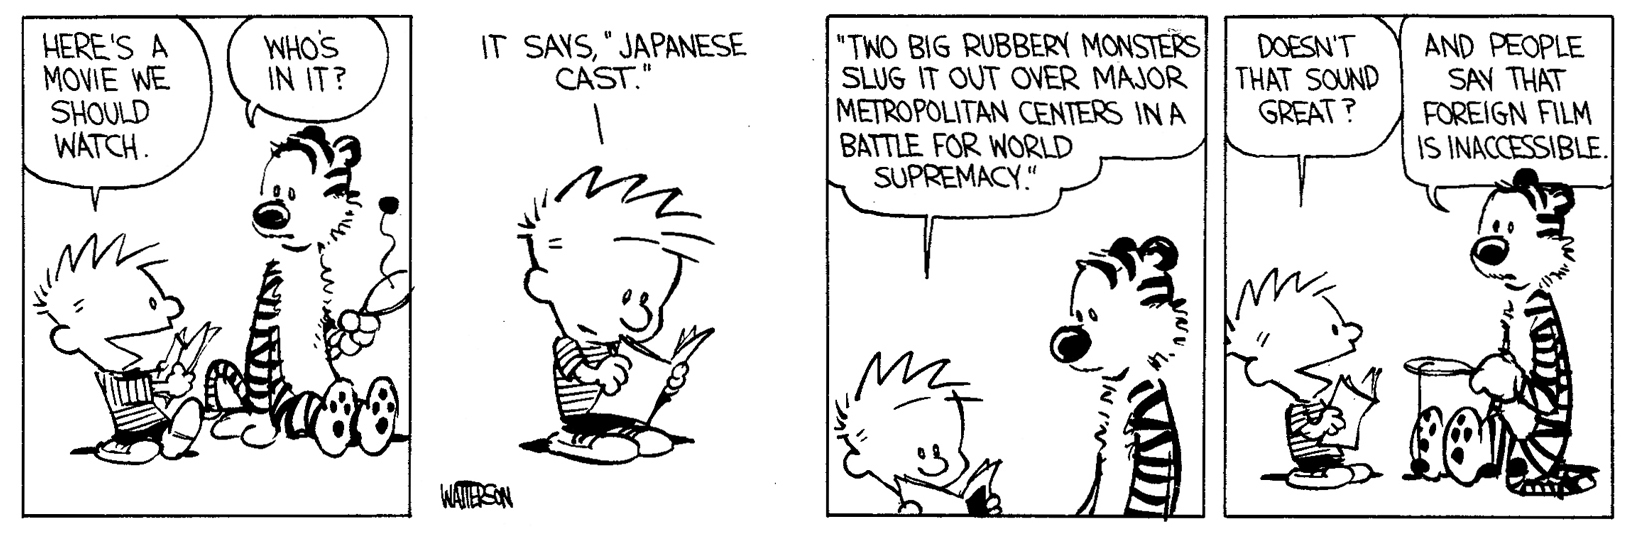 HERE'S A
MOVIE WE
SHOULD
WATCH.
WHO'S
IN IT?
IT SAYS, "JAPANESE
CAST."
WATTERSON
"TWO BIG RUBBERY MONSTERS
SLUG IT OUT OVER MAJOR
METROPOLITAN CENTERS IN A
BATTLE FOR WORLD
SUPREMACY."
DOESN'T
THAT SOUND
GREAT?
AND PEOPLE
SAY THAT
FOREIGN FILM
IS INACCESSIBLE.